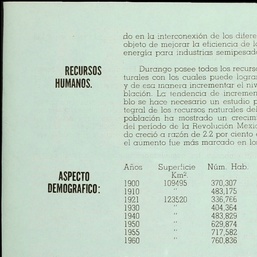 do en la interconexión de los difere
objeto de mejorar la eficiencia de l
energía para industrias semipesad
RECURSOS
HUMANOS.
Durango posee todos los recurs
turales con los cuales puede logra
y de esa manera incrementar el niv
blación. La tendencia de incremen
blo se hace necesario un estudio p
tegral de los recursos naturales del
población ha mostrado un crecim
del período de la Revolución Mexic
do creció a razón de 2.2 por ciento
el aumento fue más marcado en los
ASPECTO
DEMOGRAFICO:
Años Superficie Núm. Hab.
Km².
1900 109495 370,307
1910 " 483,175
1921 123520 336,766
1930 " 404,364
1940 " 483,829
1950 " 629,874
1955 " 717,582
1960 " 760,836